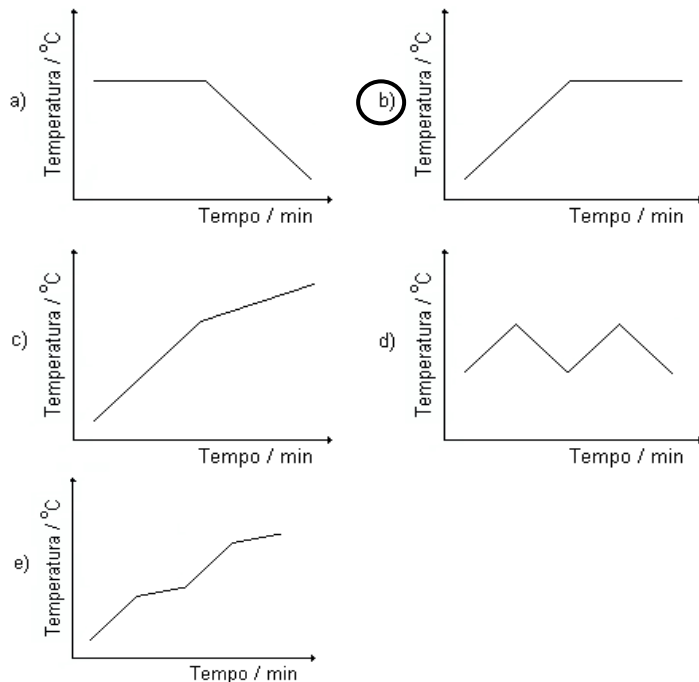 a)
Temperatura / °C
Tempo / min
b)
Temperatura / °C
Tempo / min
c)
Temperatura / °C
Tempo / min
d)
Temperatura / °C
Tempo / min
e)
Temperatura / °C
Tempo / min